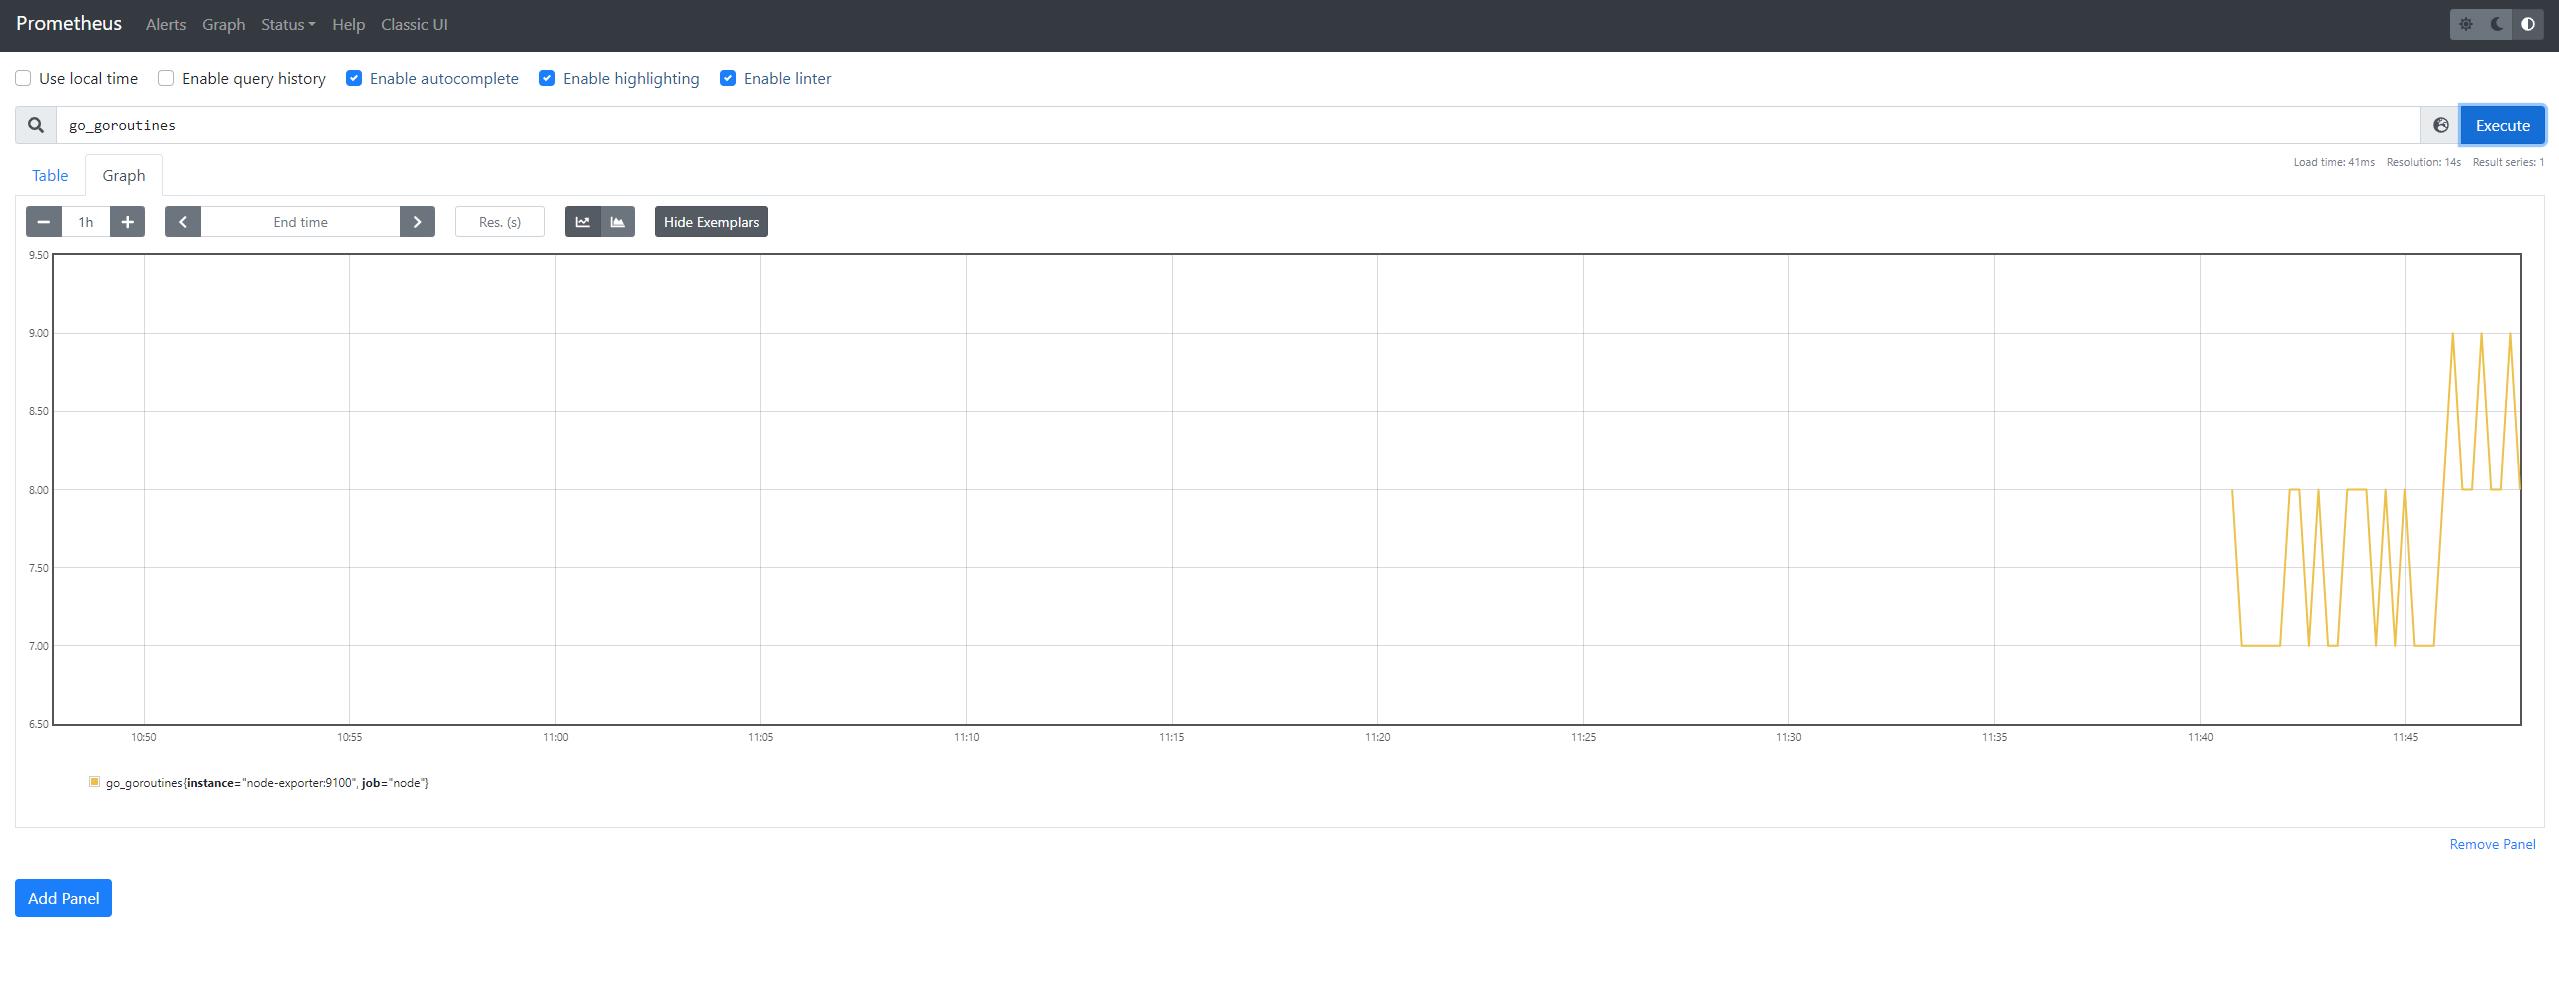 Prometheus Alerts Graph Status Help Classic UI
Use local time Enable query history Enable autocomplete Enable highlighting Enable linter
go_goroutines Execute
Load time: 41ms Resolution: 14s Result series: 1
Table Graph
1h End time Res. (s) Hide Exemplars
9.50
9.00
8.50
8.00
7.50
7.00
6.50
10:50 10:55 11:00 11:05 11:10 11:15 11:20 11:25 11:30 11:35 11:40 11:45
go_goroutines{instance="node-exporter:9100", job="node"}
Remove Panel
Add Panel